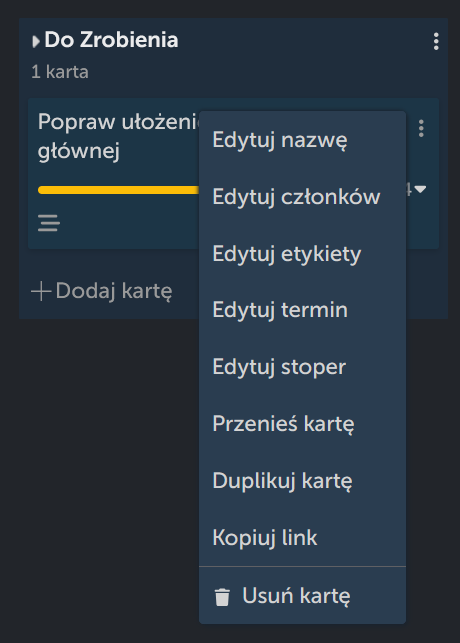 Do Zrobienia
1 karta
Popraw ułożeni
głównej
4
Dodaj kartę
Edytuj nazwę
Edytuj członków
Edytuj etykiety
Edytuj termin
Edytuj stoper
Przenieś kartę
Duplikuj kartę
Kopiuj link
Usuń kartę